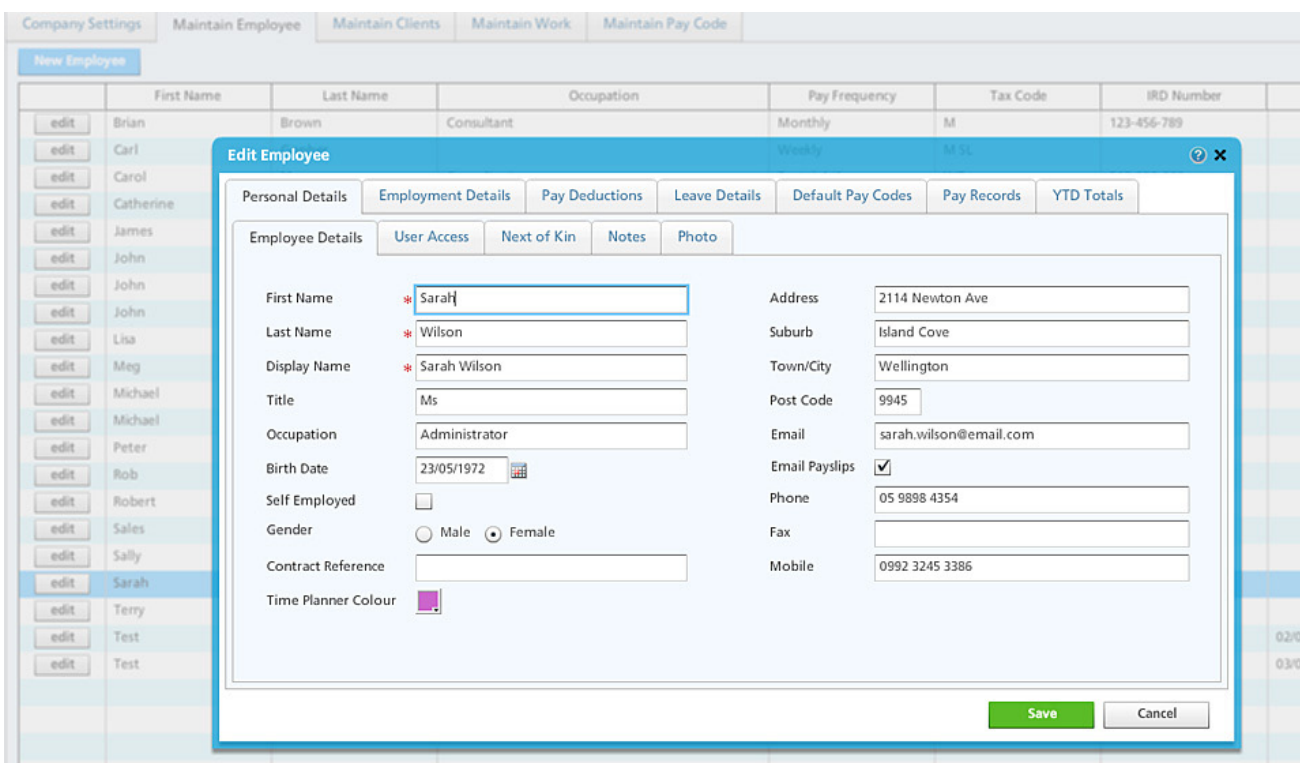 Company Settings Maintain Employee Maintain Clients Maintain Work Maintain Pay Code
New Employee
First Name Last Name Occupation Pay Frequency Tax Code IRD Number
edit Brian Brown Consultant Monthly M 123-456-789
edit Carl Weekly M SL
edit Carol
edit Catherine
edit James
edit John
edit John
edit John
edit Lisa
edit Meg
edit Michael
edit Michael
edit Peter
edit Rob
edit Robert
edit Sales
edit Sally
edit Sarah
edit Terry
edit Test 02/0
edit Test 03/0
Edit Employee
Personal Details Employment Details Pay Deductions Leave Details Default Pay Codes Pay Records YTD Totals
Employee Details User Access Next of Kin Notes Photo
First Name * Sarah Address 2114 Newton Ave
Last Name * Wilson Suburb Island Cove
Display Name * Sarah Wilson Town/City Wellington
Title Ms Post Code 9945
Occupation Administrator Email sarah.wilson@email.com
Birth Date 23/05/1972 Email Payslips
Self Employed Phone 05 9898 4354
Gender Male Female Fax
Contract Reference Mobile 0992 3245 3386
Time Planner Colour
Save Cancel